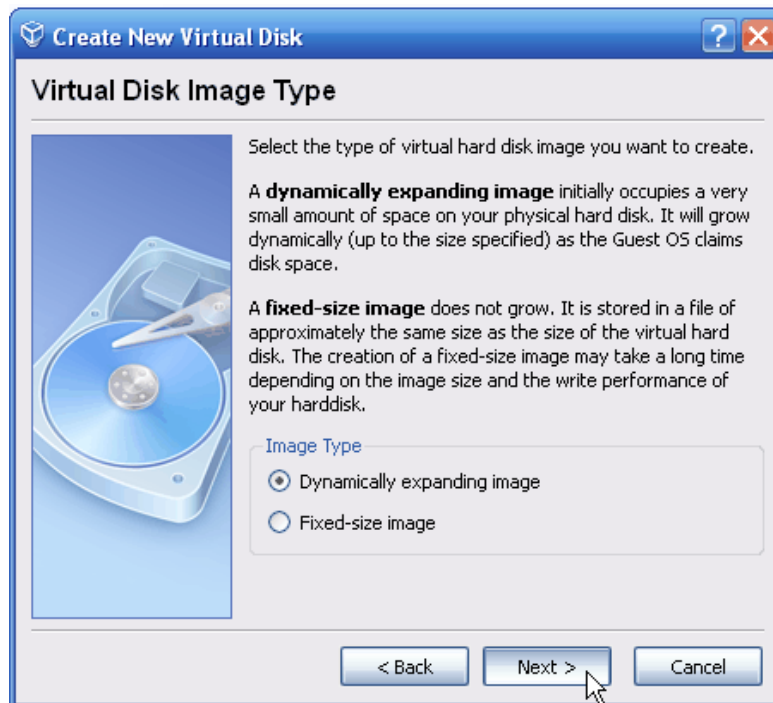 Create New Virtual Disk
Virtual Disk Image Type
Select the type of virtual hard disk image you want to create.
A dynamically expanding image initially occupies a very
small amount of space on your physical hard disk. It will grow
dynamically (up to the size specified) as the Guest OS claims
disk space.
A fixed-size image does not grow. It is stored in a file of
approximately the same size as the size of the virtual hard
disk. The creation of a fixed-size image may take a long time
depending on the image size and the write performance of
your harddisk.
Image Type
Dynamically expanding image
Fixed-size image
< Back
Next >
Cancel